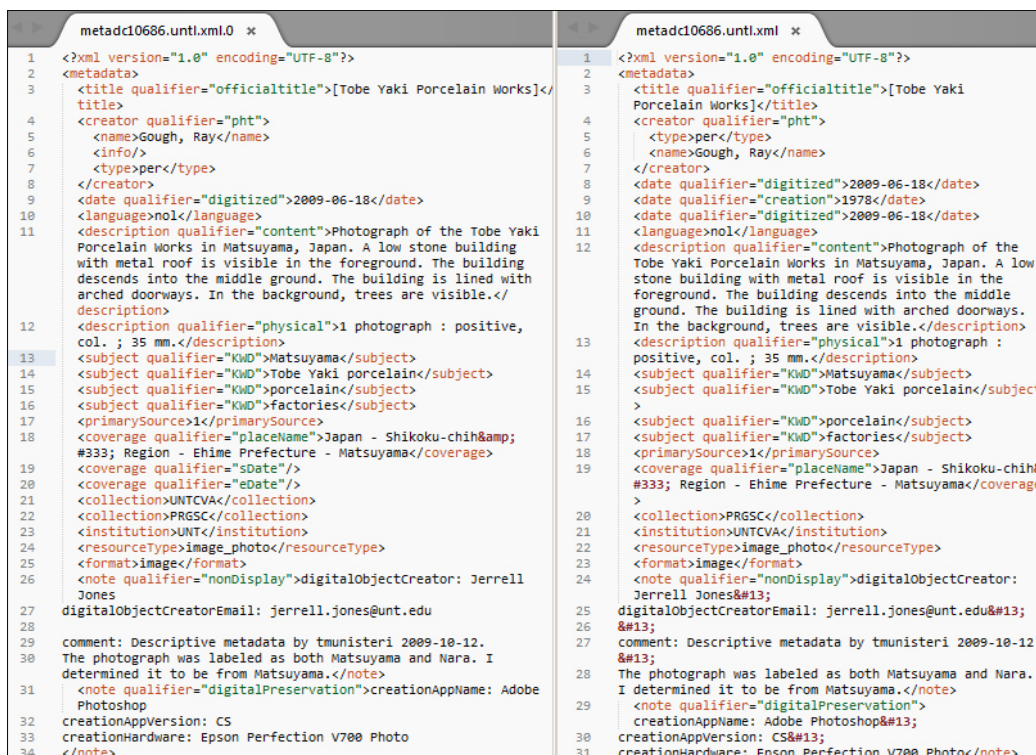 metadc10686.untl.xml.0 ×
1 <?xml version="1.0" encoding="UTF-8"?>
2 <metadata>
3 <title qualifier="officialtitle">[Tobe Yaki Porcelain Works]</
title>
4 <creator qualifier="pht">
5 <name>Gough, Ray</name>
6 <info/>
7 <type>per</type>
8 </creator>
9 <date qualifier="digitized">2009-06-18</date>
10 <language>nol</language>
11 <description qualifier="content">Photograph of the Tobe Yaki
Porcelain Works in Matsuyama, Japan. A low stone building
with metal roof is visible in the foreground. The building
descends into the middle ground. The building is lined with
arched doorways. In the background, trees are visible.</
description>
12 <description qualifier="physical">1 photograph : positive,
col. ; 35 mm.</description>
13 <subject qualifier="KWD">Matsuyama</subject>
14 <subject qualifier="KWD">Tobe Yaki porcelain</subject>
15 <subject qualifier="KWD">porcelain</subject>
16 <subject qualifier="KWD">factories</subject>
17 <primarySource>1</primarySource>
18 <coverage qualifier="placeName">Japan - Shikoku-chih&amp;
#333; Region - Ehime Prefecture - Matsuyama</coverage>
19 <coverage qualifier="sDate"/>
20 <coverage qualifier="eDate"/>
21 <collection>UNTCVA</collection>
22 <collection>PRGSC</collection>
23 <institution>UNT</institution>
24 <resourceType>image_photo</resourceType>
25 <format>image</format>
26 <note qualifier="nonDisplay">digitalObjectCreator: Jerrell
Jones
27 digitalObjectCreatorEmail: jerrell.jones@unt.edu
28
29 comment: Descriptive metadata by tmunisteri 2009-10-12.
30 The photograph was labeled as both Matsuyama and Nara. I
determined it to be from Matsuyama.</note>
31 <note qualifier="digitalPreservation">creationAppName: Adobe
Photoshop
32 creationAppVersion: CS
33 creationHardware: Epson Perfection V700 Photo
34 </note>
metadc10686.untl.xml ×
1 <?xml version="1.0" encoding="UTF-8"?>
2 <metadata>
3 <title qualifier="officialtitle">[Tobe Yaki
Porcelain Works]</title>
4 <creator qualifier="pht">
5 <type>per</type>
6 <name>Gough, Ray</name>
7 </creator>
8 <date qualifier="digitized">2009-06-18</date>
9 <date qualifier="creation">1978</date>
10 <date qualifier="digitized">2009-06-18</date>
11 <language>nol</language>
12 <description qualifier="content">Photograph of the
Tobe Yaki Porcelain Works in Matsuyama, Japan. A low
stone building with metal roof is visible in the
foreground. The building descends into the middle
ground. The building is lined with arched doorways.
In the background, trees are visible.</description>
13 <description qualifier="physical">1 photograph :
positive, col. ; 35 mm.</description>
14 <subject qualifier="KWD">Matsuyama</subject>
15 <subject qualifier="KWD">Tobe Yaki porcelain</subject
>
16 <subject qualifier="KWD">porcelain</subject>
17 <subject qualifier="KWD">factories</subject>
18 <primarySource>1</primarySource>
19 <coverage qualifier="placeName">Japan - Shikoku-chih&
#333; Region - Ehime Prefecture - Matsuyama</coverage
>
20 <collection>PRGSC</collection>
21 <institution>UNTCVA</institution>
22 <resourceType>image_photo</resourceType>
23 <format>image</format>
24 <note qualifier="nonDisplay">digitalObjectCreator:
Jerrell Jones&#13;
25 digitalObjectCreatorEmail: jerrell.jones@unt.edu&#13;
26 &#13;
27 comment: Descriptive metadata by tmunisteri 2009-10-12
&#13;
28 The photograph was labeled as both Matsuyama and Nara.
I determined it to be from Matsuyama.</note>
29 <note qualifier="digitalPreservation">
creationAppName: Adobe Photoshop&#13;
30 creationAppVersion: CS&#13;
31 creationHardware: Epson Perfection V700 Photo</note>